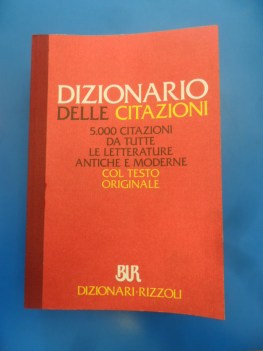 DIZIONARIO
DELLE CITAZIONI
5.000 CITAZIONI
DA TUTTE
LE LETTERATURE
ANTICHE E MODERNE
COL TESTO
ORIGINALE
BUR
DIZIONARI·RIZZOLI